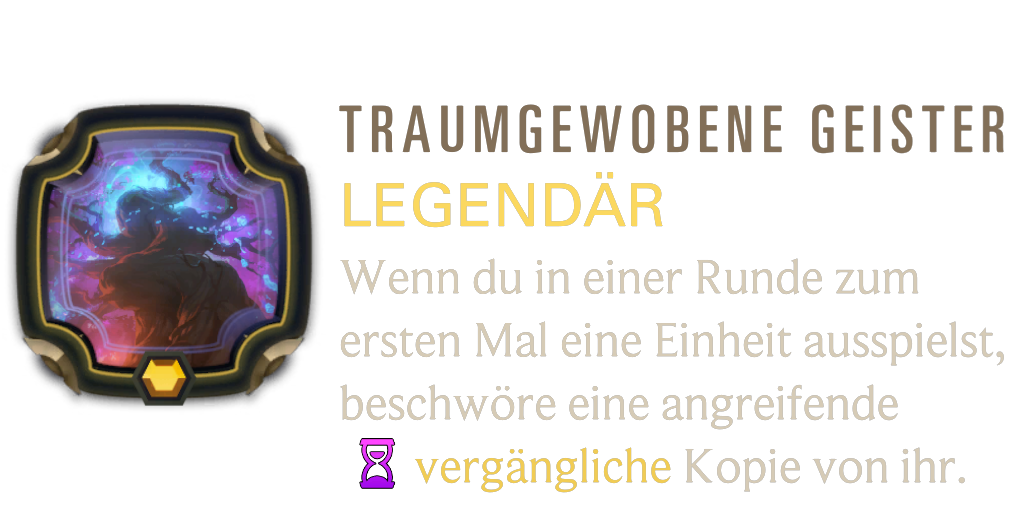 TRAUMGEWOBENE GEISTER
LEGENDÄR
Wenn du in einer Runde zum
ersten Mal eine Einheit ausspielst,
beschwöre eine angreifende
vergängliche Kopie von ihr.